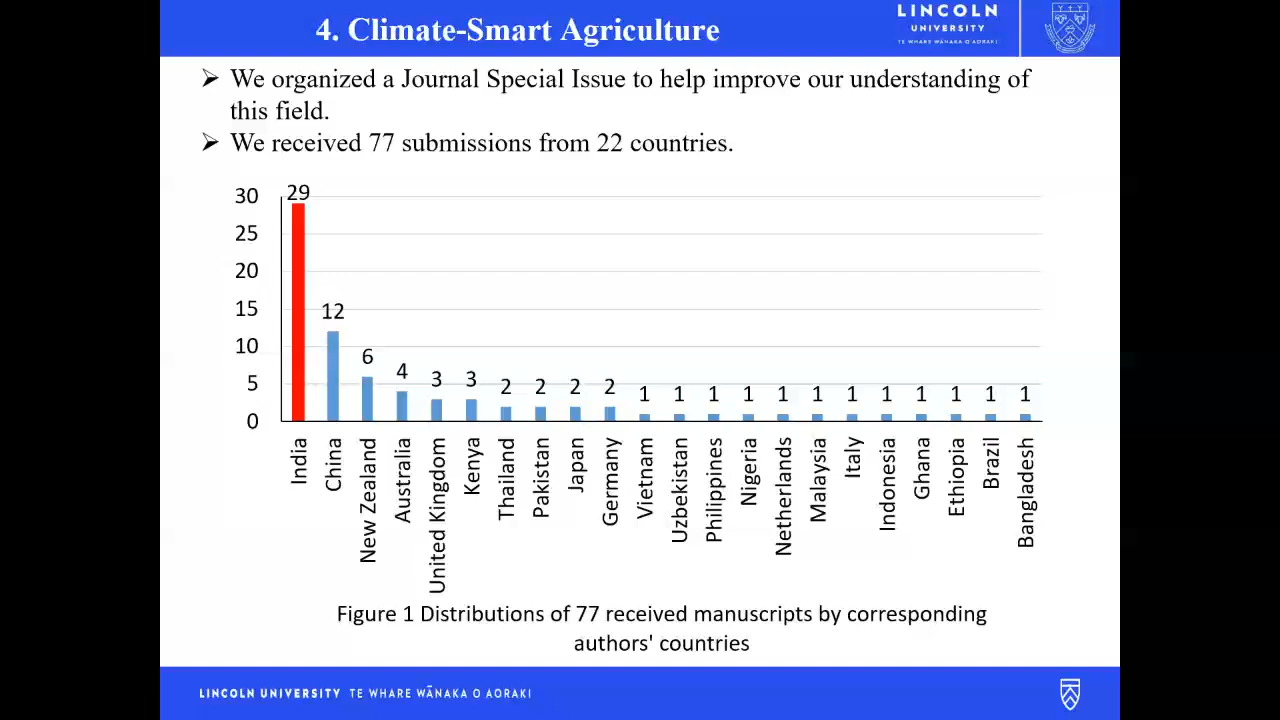 4. Climate-Smart Agriculture
LINCOLN
UNIVERSITY
TE WHARE WĀNAKA O AORAKI
➢ We organized a Journal Special Issue to help improve our understanding of
this field.
➢ We received 77 submissions from 22 countries.
30
25
20
15
10
5
0
29
12
6
4
3
3
2
2
2
2
1
1
1
1
1
1
1
1
1
1
1
1
India
China
New Zealand
Australia
United Kingdom
Kenya
Thailand
Pakistan
Japan
Germany
Vietnam
Uzbekistan
Philippines
Nigeria
Netherlands
Malaysia
Italy
Indonesia
Ghana
Ethiopia
Brazil
Bangladesh
Figure 1 Distributions of 77 received manuscripts by corresponding
authors' countries
LINCOLN UNIVERSITY TE WHARE WĀNAKA O AORAKI